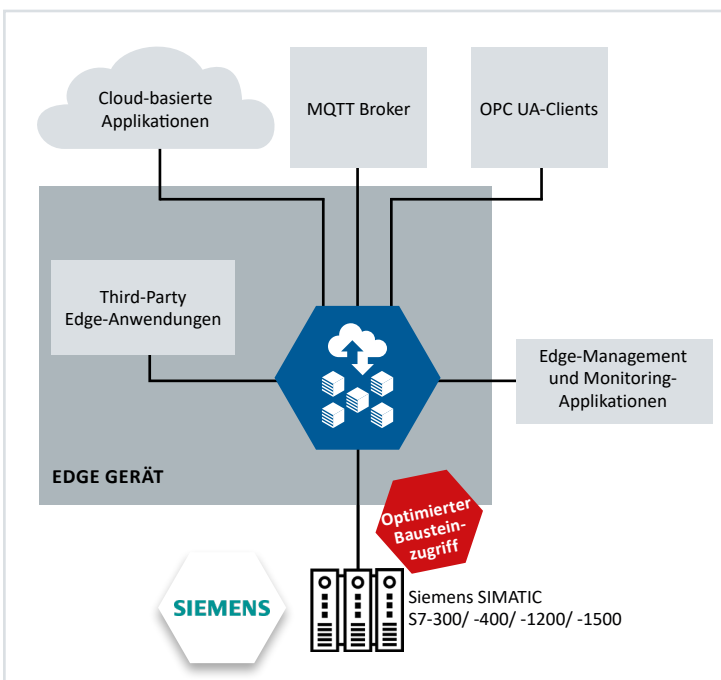 Cloud-basierte
Applikationen
MQTT Broker
OPC UA-Clients
Third-Party
Edge-Anwendungen
Edge-Management
und Monitoring-
Applikationen
EDGE GERÄT
Optimierter
Baustein-
zugriff
SIEMENS
Siemens SIMATIC
S7-300/ -400/ -1200/ -1500